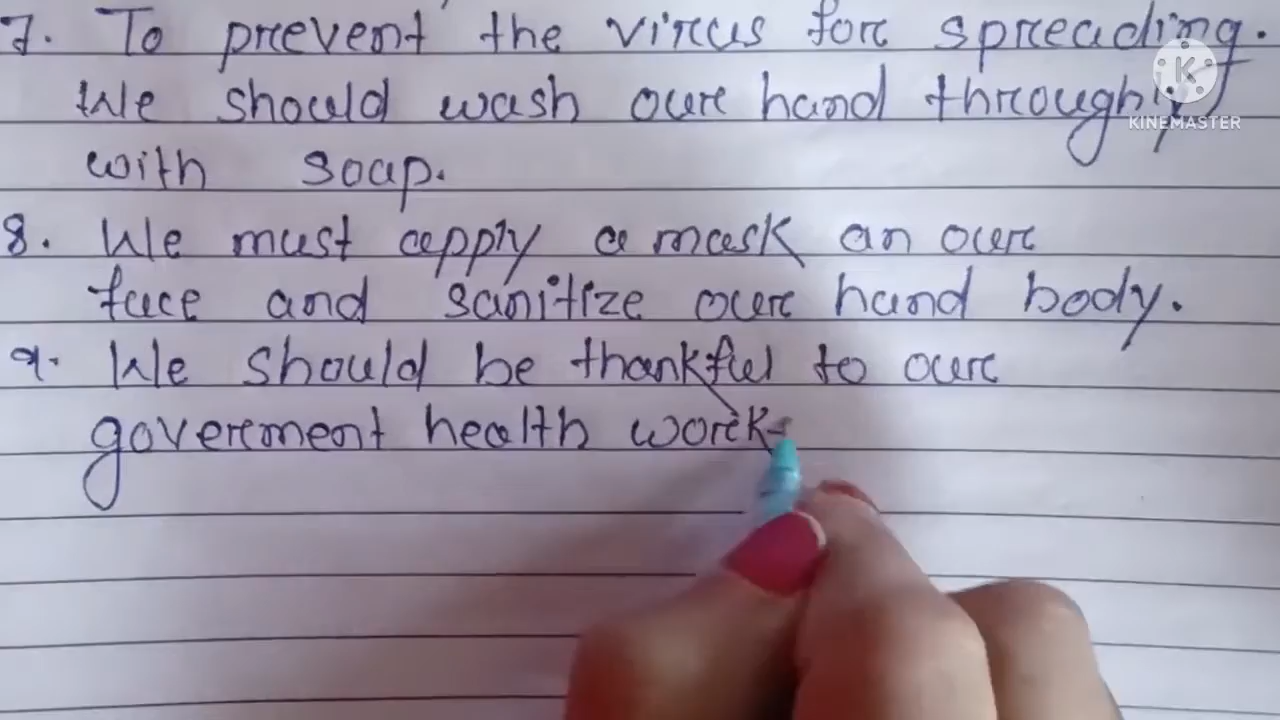 7. To prevent the virus for spreading.
We should wash our hand throughly
with soap.
8. We must apply a mask an our
face and sanitize our hand body.
9. We should be thankful to our
goverment health work
K
KINEMASTER